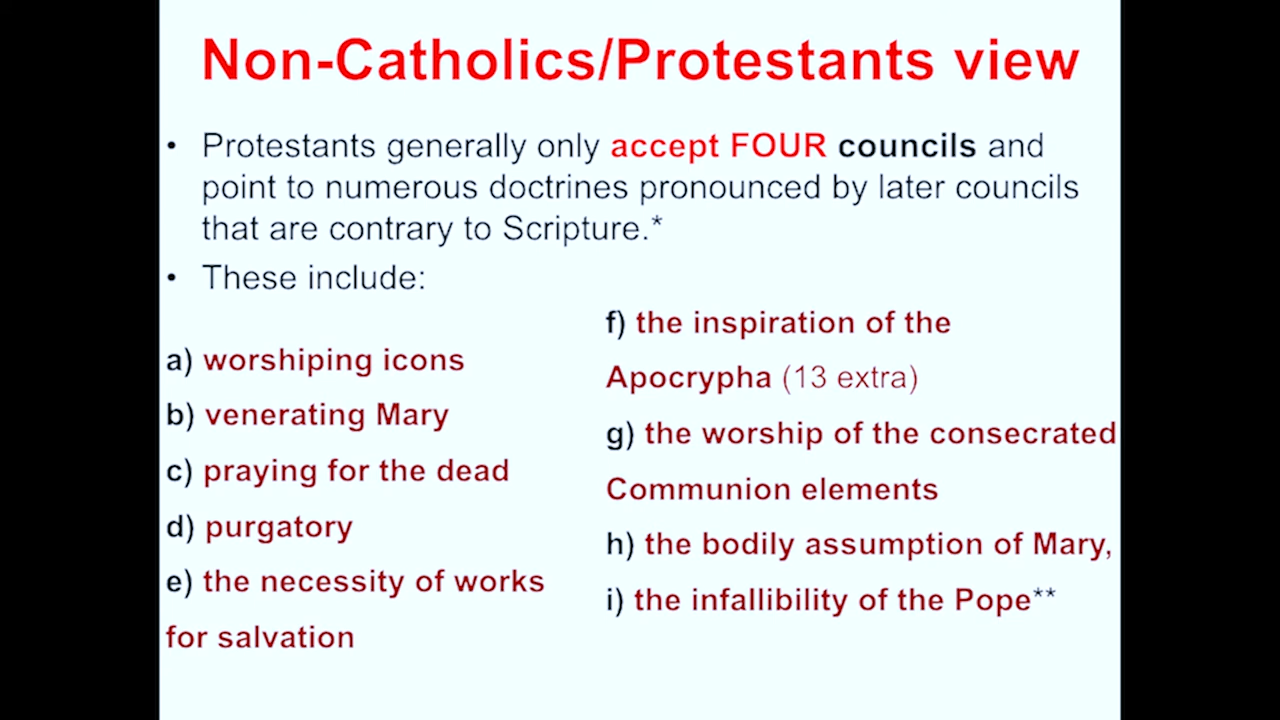 Non-Catholics/Protestants view
• Protestants generally only accept FOUR councils and
point to numerous doctrines pronounced by later councils
that are contrary to Scripture.*
• These include:
a) worshiping icons
b) venerating Mary
c) praying for the dead
d) purgatory
e) the necessity of works
for salvation
f) the inspiration of the
Apocrypha (13 extra)
g) the worship of the consecrated
Communion elements
h) the bodily assumption of Mary,
i) the infallibility of the Pope**